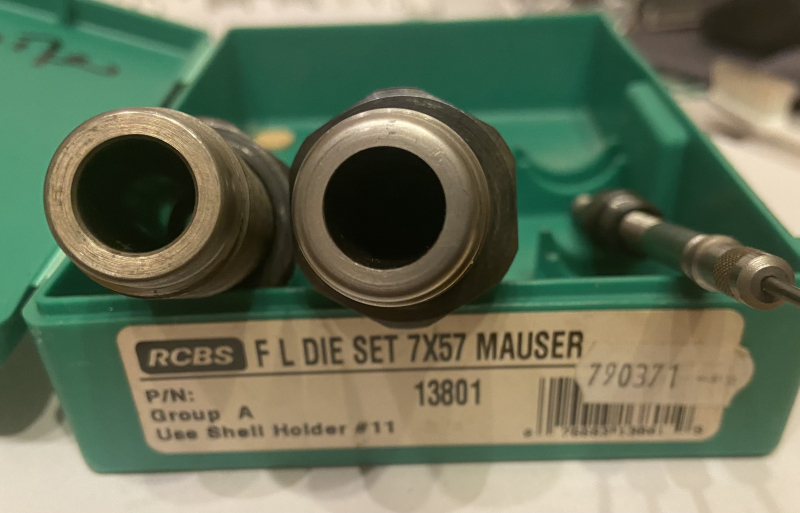 RCBS F L DIE SET 7X57 MAUSER
P/N: 13801
Group A
Use Shell Holder #11
790371